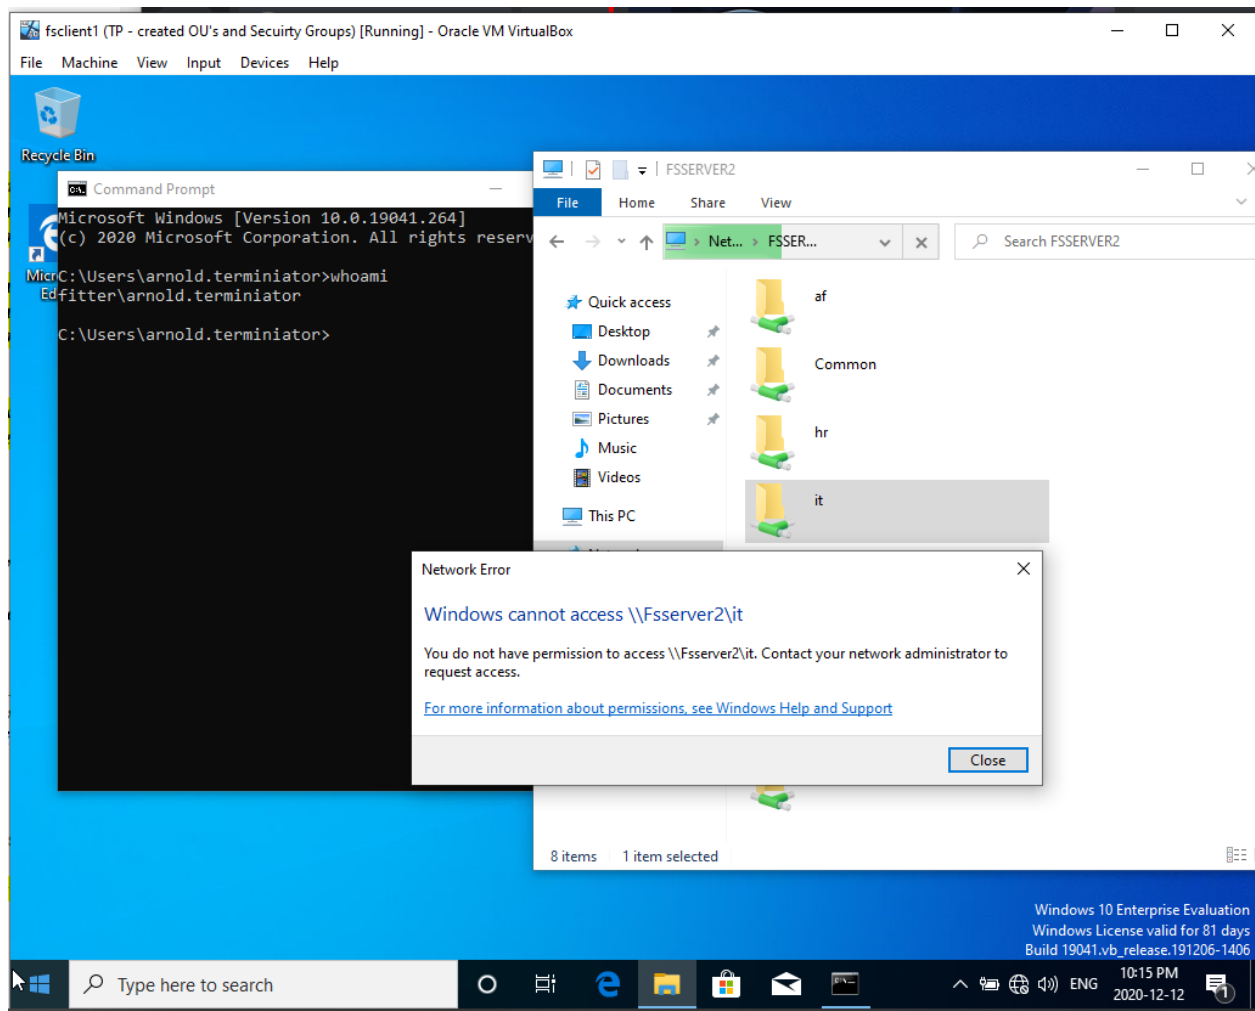 fsclient1 (TP - created OU's and Secuirty Groups) [Running] - Oracle VM VirtualBox
File Machine View Input Devices Help
Recycle Bin
Command Prompt
Microsoft Windows [Version 10.0.19041.264]
(c) 2020 Microsoft Corporation. All rights reserv
C:\Users\arnold.terminiator>whoami
fitter\arnold.terminiator
C:\Users\arnold.terminiator>
Micr
Ed
FSSERVER2
File Home Share View
Net... > FSSER...
Search FSSERVER2
Quick access
Desktop
Downloads
Documents
Pictures
Music
Videos
This PC
af
Common
hr
it
Network Error
Windows cannot access \\Fsserver2\it
You do not have permission to access \\Fsserver2\it. Contact your network administrator to
request access.
For more information about permissions, see Windows Help and Support
Close
8 items 1 item selected
Windows 10 Enterprise Evaluation
Windows License valid for 81 days
Build 19041.vb_release.191206-1406
Type here to search
ENG
10:15 PM
2020-12-12
1